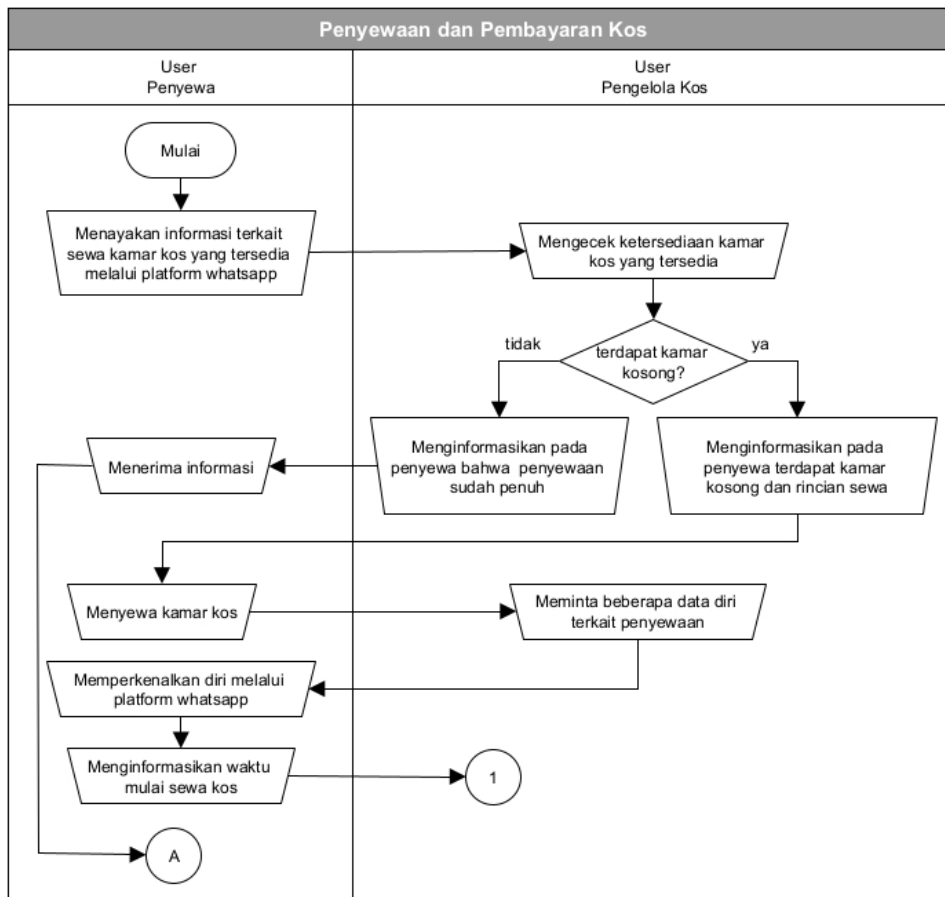 Penyewaan dan Pembayaran Kos
User
Penyewa
User
Pengelola Kos
Mulai
Menayakan informasi terkait
sewa kamar kos yang tersedia
melalui platform whatsapp
Mengecek ketersediaan kamar
kos yang tersedia
tidak
terdapat kamar
kosong?
ya
Menerima informasi
Menginformasikan pada
penyewa bahwa penyewaan
sudah penuh
Menginformasikan pada
penyewa terdapat kamar
kosong dan rincian sewa
Menyewa kamar kos
Meminta beberapa data diri
terkait penyewaan
Memperkenalkan diri melalui
platform whatsapp
Menginformasikan waktu
mulai sewa kos
1
A